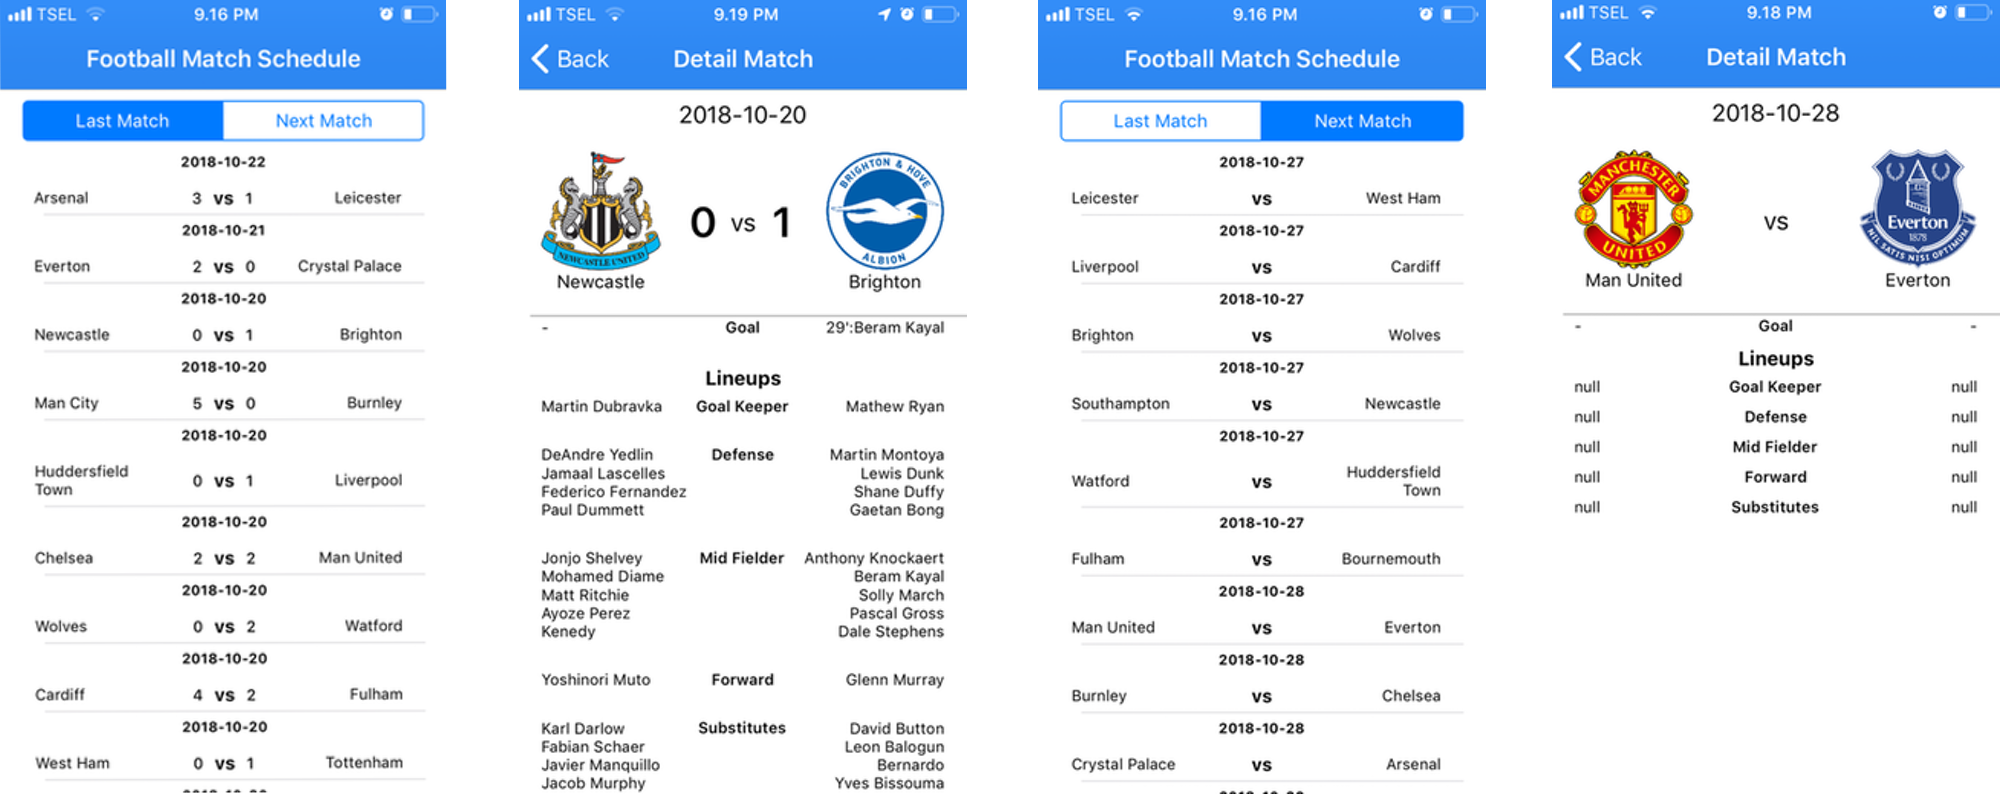 TSEL 9.16 PM
Football Match Schedule
Last Match Next Match
2018-10-22
Arsenal 3 vs 1 Leicester
2018-10-21
Everton 2 vs 0 Crystal Palace
2018-10-20
Newcastle 0 vs 1 Brighton
2018-10-20
Man City 5 vs 0 Burnley
2018-10-20
Huddersfield
Town 0 vs 1 Liverpool
2018-10-20
Chelsea 2 vs 2 Man United
2018-10-20
Wolves 0 vs 2 Watford
2018-10-20
Cardiff 4 vs 2 Fulham
2018-10-20
West Ham 0 vs 1 Tottenham
TSEL 9.19 PM
Back Detail Match
2018-10-20
NEWCASTLE UNITED
BRIGHTON & HOVE
ALBION
0 vs 1
Newcastle Brighton
- Goal 29':Beram Kayal
Lineups
Martin Dubravka Goal Keeper Mathew Ryan
DeAndre Yedlin Defense Martin Montoya
Jamaal Lascelles Lewis Dunk
Federico Fernandez Shane Duffy
Paul Dummett Gaetan Bong
Jonjo Shelvey Mid Fielder Anthony Knockaert
Mohamed Diame Beram Kayal
Matt Ritchie Solly March
Ayoze Perez Pascal Gross
Kenedy Dale Stephens
Yoshinori Muto Forward Glenn Murray
Karl Darlow Substitutes David Button
Fabian Schaer Leon Balogun
Javier Manquillo Bernardo
Jacob Murphy Yves Bissouma
TSEL 9.16 PM
Football Match Schedule
Last Match Next Match
2018-10-27
Leicester vs West Ham
2018-10-27
Liverpool vs Cardiff
2018-10-27
Brighton vs Wolves
2018-10-27
Southampton vs Newcastle
2018-10-27
Watford vs Huddersfield
Town
2018-10-27
Fulham vs Bournemouth
2018-10-28
Man United vs Everton
2018-10-28
Burnley vs Chelsea
2018-10-28
Crystal Palace vs Arsenal
TSEL 9.18 PM
Back Detail Match
2018-10-28
MANCHESTER
UNITED
vs
Everton
1878
NIL SATIS NISI OPTIMUM
Man United Everton
- Goal -
Lineups
null Goal Keeper null
null Defense null
null Mid Fielder null
null Forward null
null Substitutes null